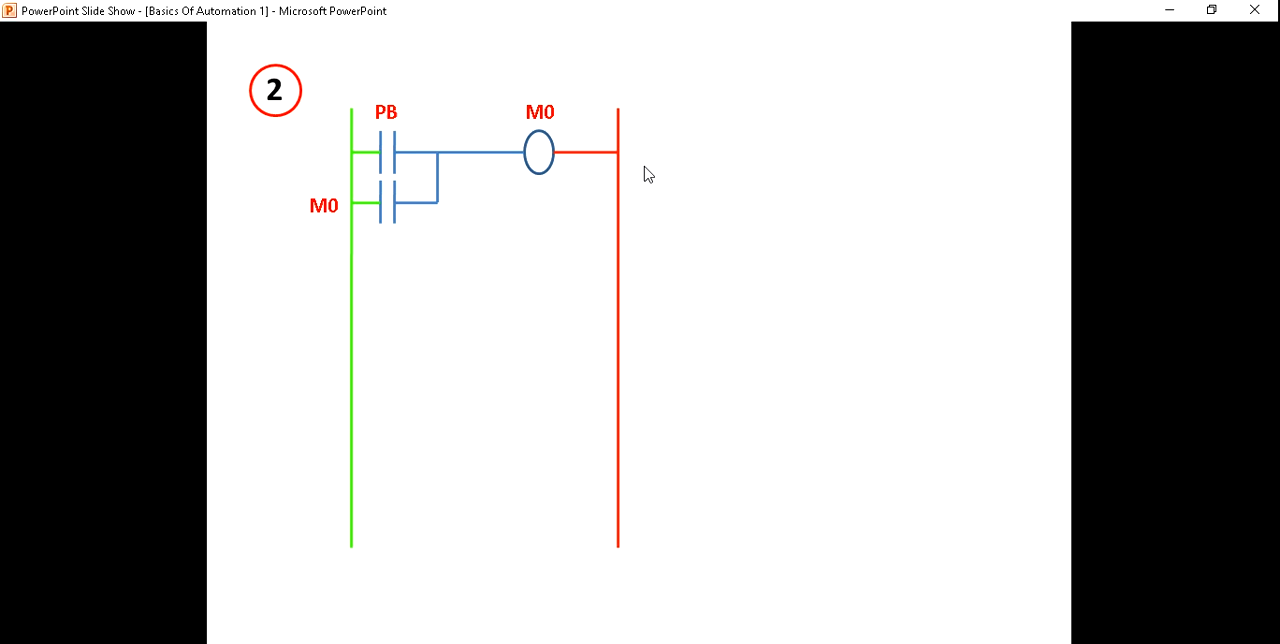 PowerPoint Slide Show - [Basics Of Automation 1] - Microsoft PowerPoint
2
PB
M0
M0